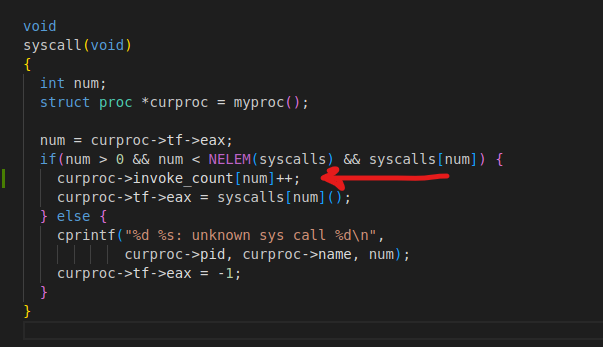 void
syscall(void)
{
  int num;
  struct proc *curproc = myproc();

  num = curproc->tf->eax;
  if(num > 0 && num < NELEM(syscalls) && syscalls[num]) {
    curproc->invoke_count[num]++;
    curproc->tf->eax = syscalls[num]();
  } else {
    cprintf("%d %s: unknown sys call %d\n",
            curproc->pid, curproc->name, num);
    curproc->tf->eax = -1;
  }
}